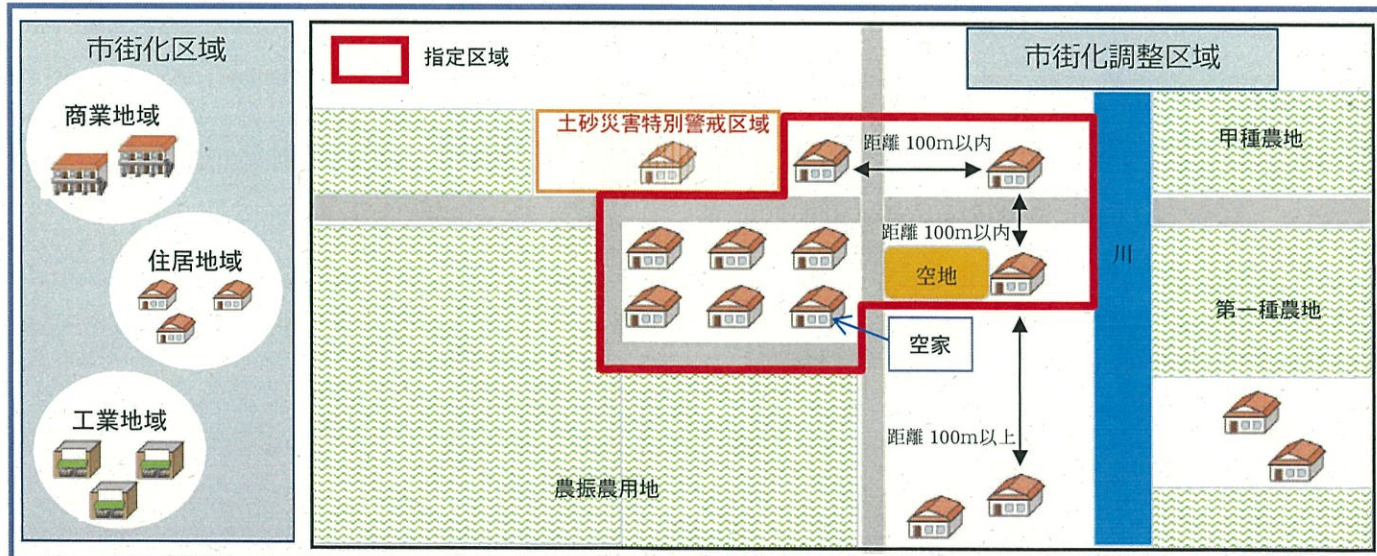 市街化区域
商業地域
住居地域
工業地域
指定区域
市街化調整区域
土砂災害特別警戒区域
距離 100m以内
甲種農地
距離 100m以内
空地
川
第一種農地
空家
距離 100m以上
農振農用地